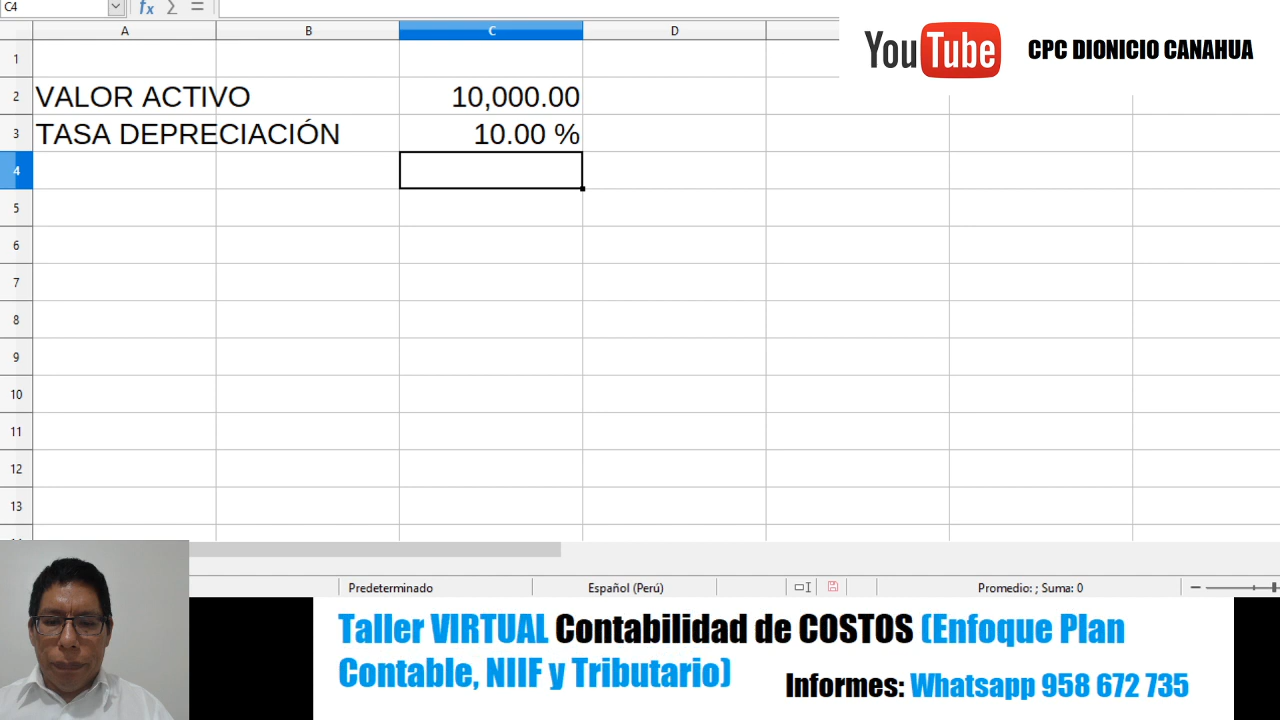 C4
fx Σ =
A B C D
1
2 VALOR ACTIVO 10,000.00
3 TASA DEPRECIACIÓN 10.00 %
4
5
6
7
8
9
10
11
12
13
YouTube CPC DIONICIO CANAHUA
Predeterminado Español (Perú) Promedio: ; Suma: 0
Taller VIRTUAL Contabilidad de COSTOS (Enfoque Plan
Contable, NIIF y Tributario)
Informes: Whatsapp 958 672 735